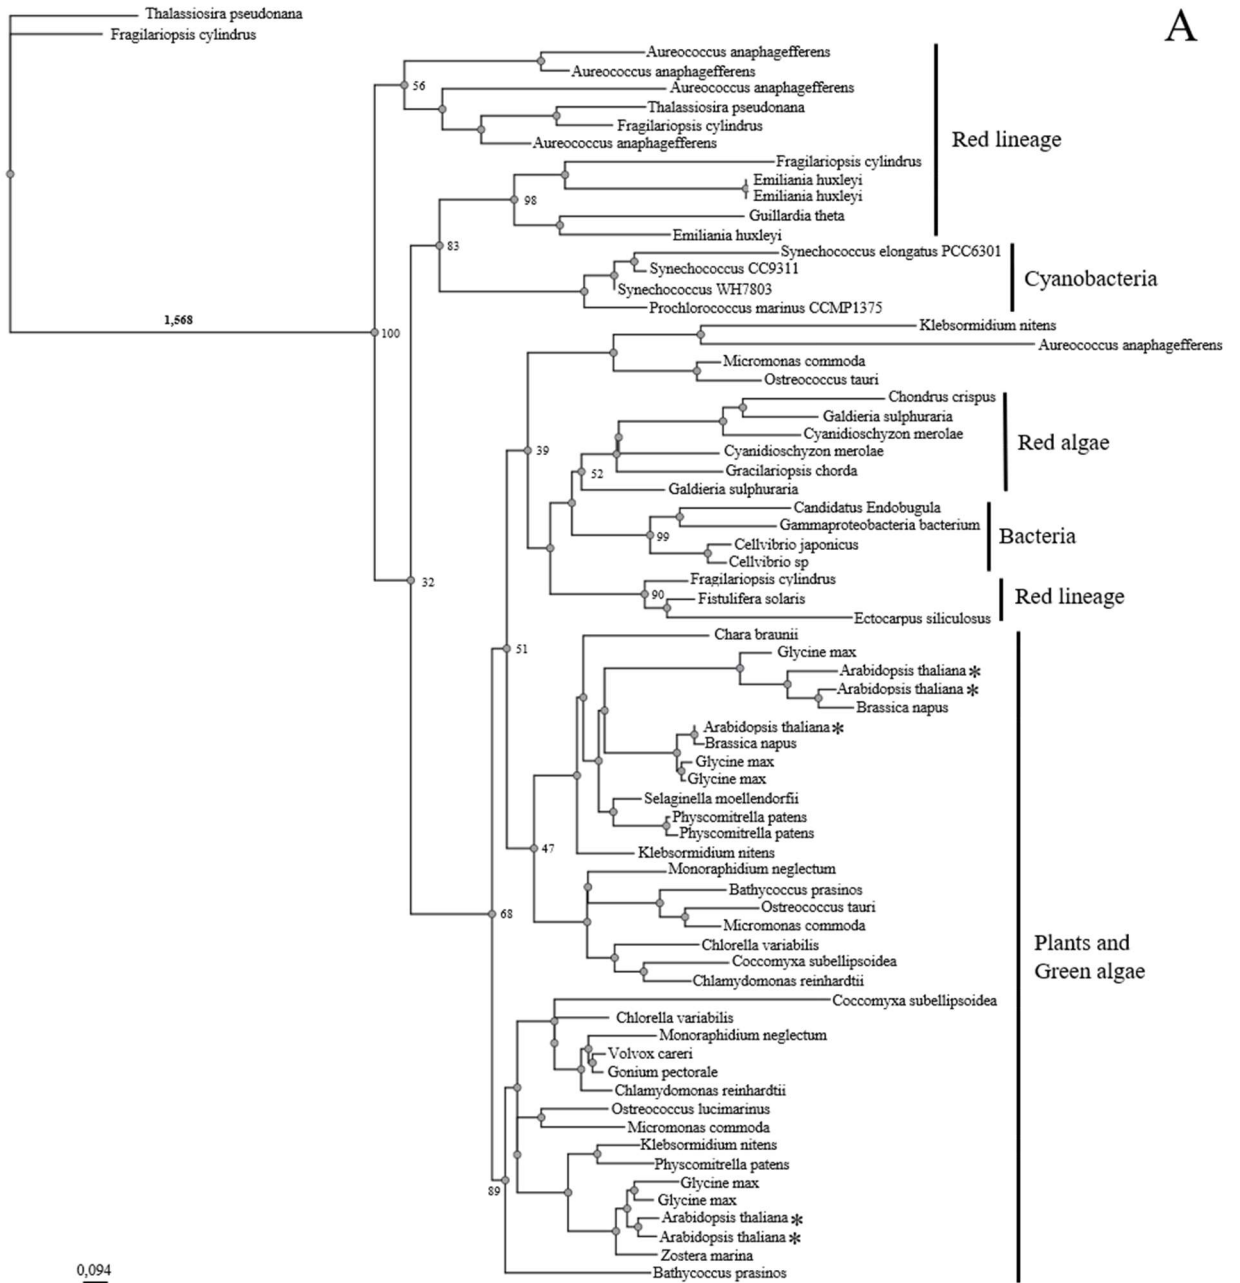 A
Thalassiosira pseudonana
Fragilariopsis cylindrus
Aureococcus anaphagefferens
Aureococcus anaphagefferens
56
Aureococcus anaphagefferens
Thalassiosira pseudonana
Fragilariopsis cylindrus
Aureococcus anaphagefferens
Red lineage
Fragilariopsis cylindrus
Emiliania huxleyi
Emiliania huxleyi
98
Guillardia theta
Emiliania huxleyi
83
Synechococcus elongatus PCC6301
Synechococcus CC9311
Synechococcus WH7803
Prochlorococcus marinus CCMP1375
Cyanobacteria
1,568
100
Klebsormidium nitens
Aureococcus anaphagefferens
Micromonas commoda
Ostreococcus tauri
Chondrus crispus
Galdieria sulphuraria
Cyanidioschyzon merolae
Cyanidioschyzon merolae
Gracilariopsis chorda
Galdieria sulphuraria
Red algae
39
52
Candidatus Endobugula
Gammaproteobacteria bacterium
99
Cellvibrio japonicus
Cellvibrio sp
Bacteria
Fragilariopsis cylindrus
90
Fistulifera solaris
Ectocarpus siliculosus
Red lineage
32
51
Chara braunii
Glycine max
Arabidopsis thaliana *
Arabidopsis thaliana *
Brassica napus
Arabidopsis thaliana *
Brassica napus
Glycine max
Glycine max
Selaginella moellendorfii
Physcomitrella patens
Physcomitrella patens
47
Klebsormidium nitens
Monoraphidium neglectum
Bathycoccus prasinos
Ostreococcus tauri
Micromonas commoda
68
Chlorella variabilis
Coccomyxa subellipsoidea
Chlamydomonas reinhardtii
Plants and
Green algae
Coccomyxa subellipsoidea
Chlorella variabilis
Monoraphidium neglectum
Volvox careri
Gonium pectorale
Chlamydomonas reinhardtii
Ostreococcus lucimarinus
Micromonas commoda
Klebsormidium nitens
Physcomitrella patens
89
Glycine max
Glycine max
Arabidopsis thaliana *
Arabidopsis thaliana *
Zostera marina
Bathycoccus prasinos
0,094